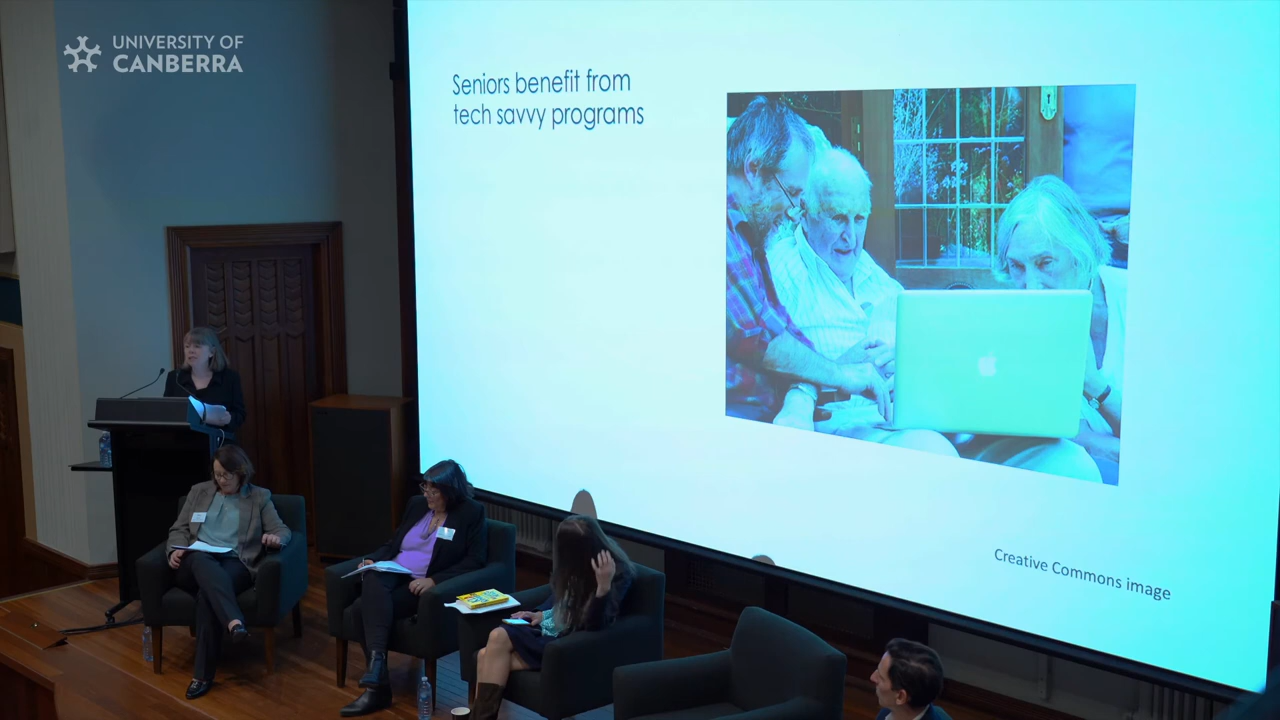 UNIVERSITY OF
CANBERRA
Seniors benefit from
tech savvy programs
Creative Commons image